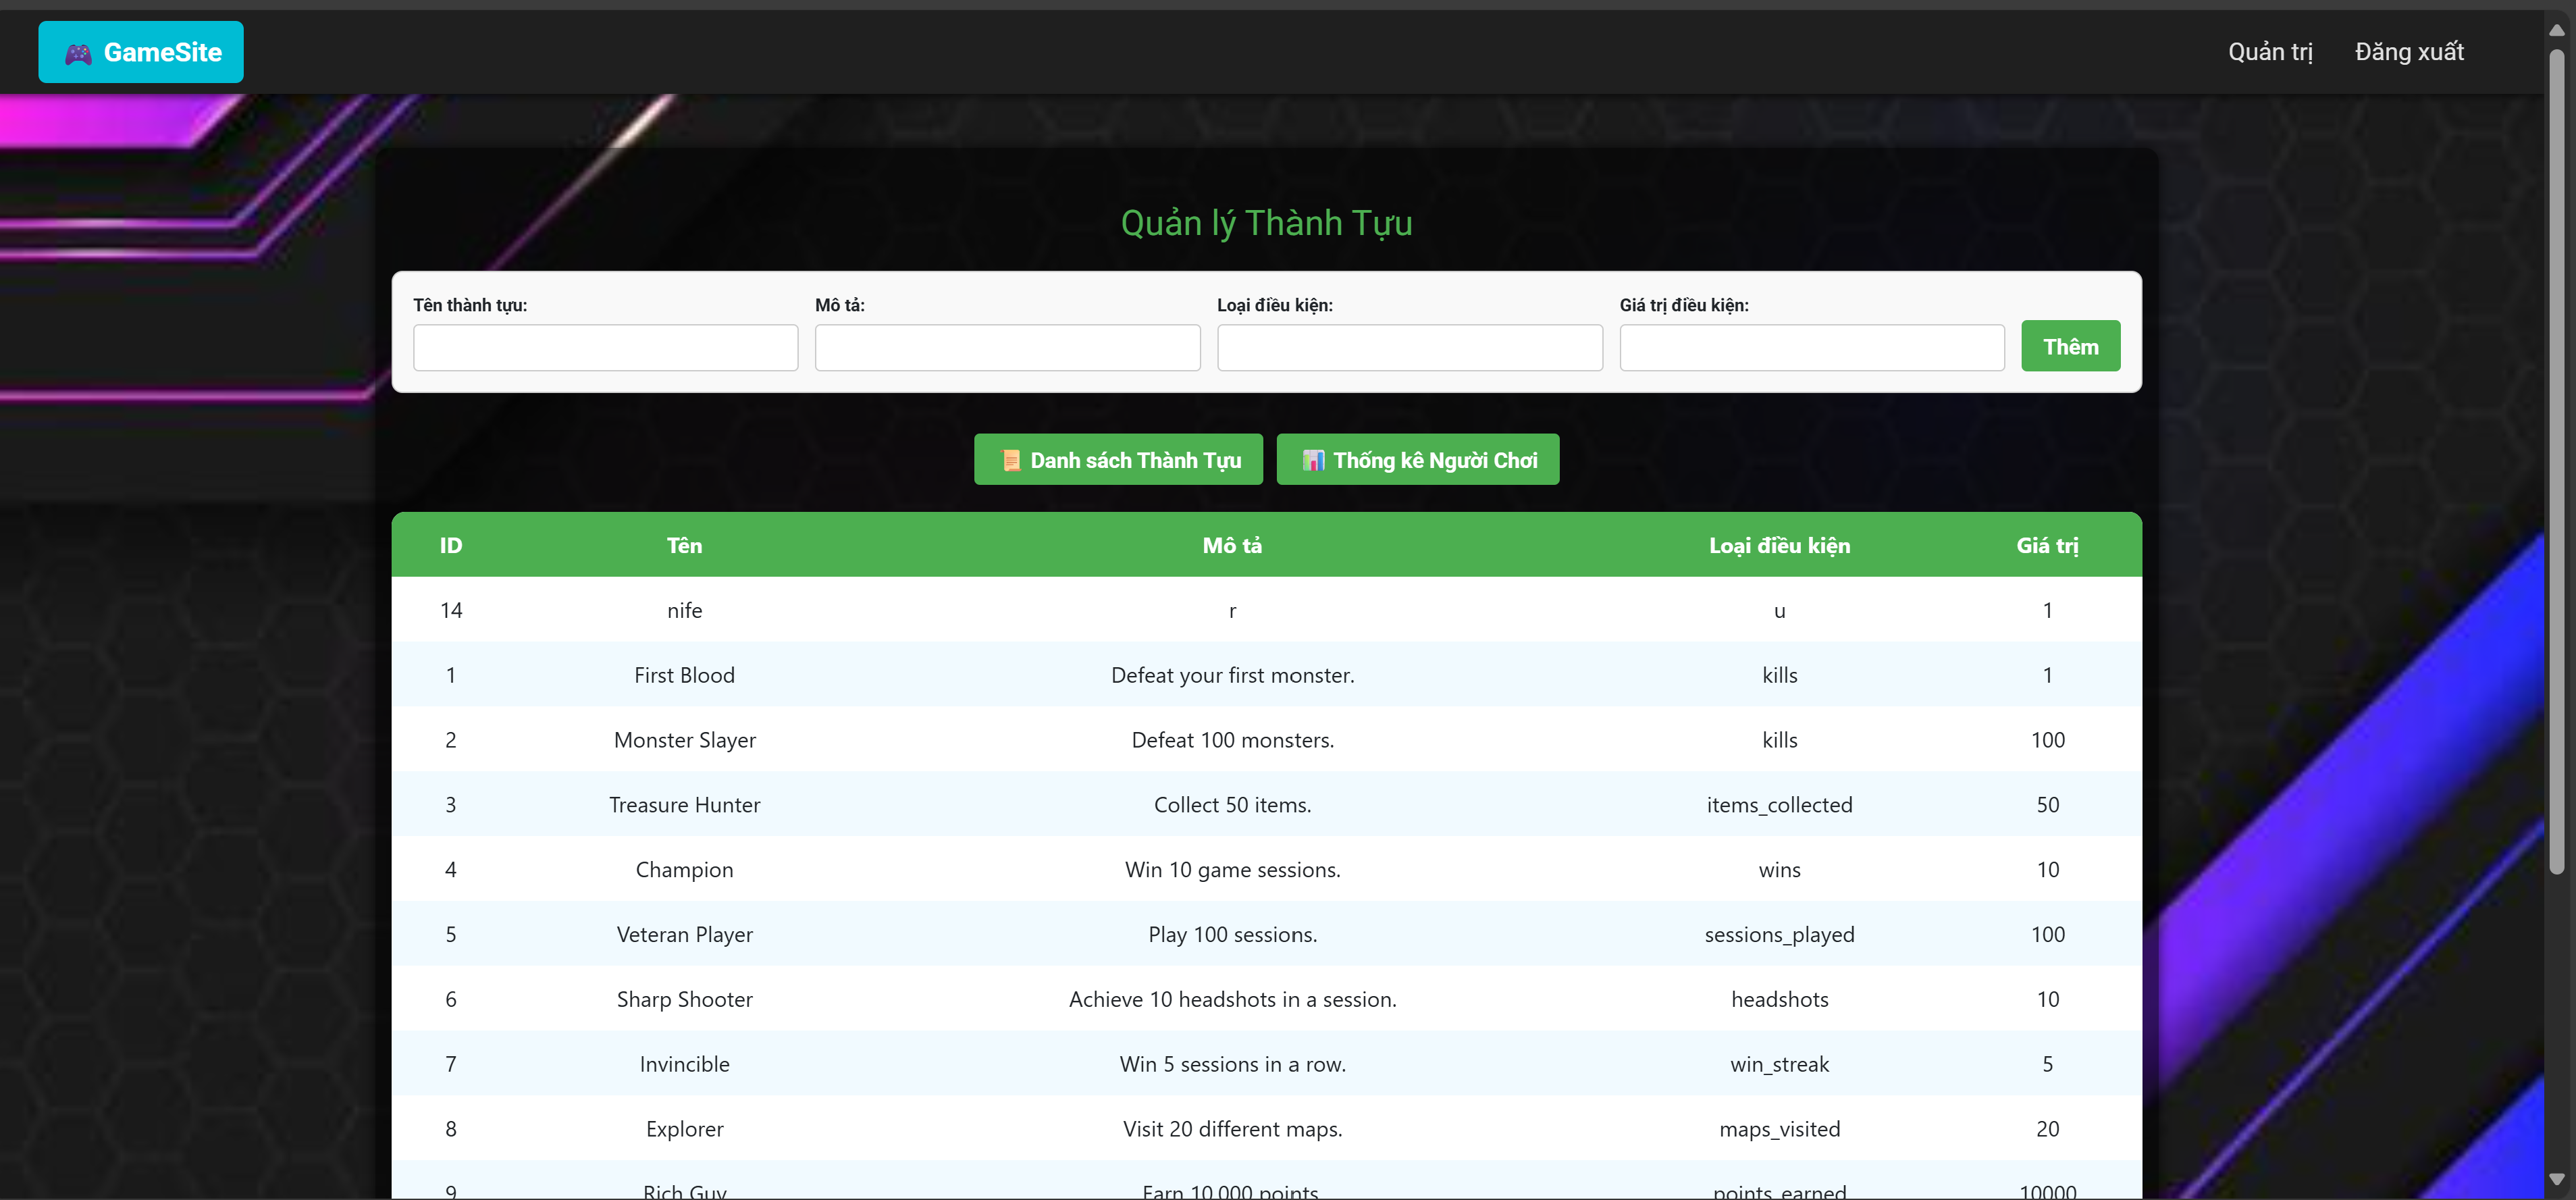 GameSite
Quản trị Đăng xuất
Quản lý Thành Tựu
Tên thành tựu: Mô tả: Loại điều kiện: Giá trị điều kiện:
Thêm
Danh sách Thành Tựu Thống kê Người Chơi
ID Tên Mô tả Loại điều kiện Giá trị
14 nife r u 1
1 First Blood Defeat your first monster. kills 1
2 Monster Slayer Defeat 100 monsters. kills 100
3 Treasure Hunter Collect 50 items. items_collected 50
4 Champion Win 10 game sessions. wins 10
5 Veteran Player Play 100 sessions. sessions_played 100
6 Sharp Shooter Achieve 10 headshots in a session. headshots 10
7 Invincible Win 5 sessions in a row. win_streak 5
8 Explorer Visit 20 different maps. maps_visited 20
9 Rich Guy Earn 10,000 points. points_earned 10000